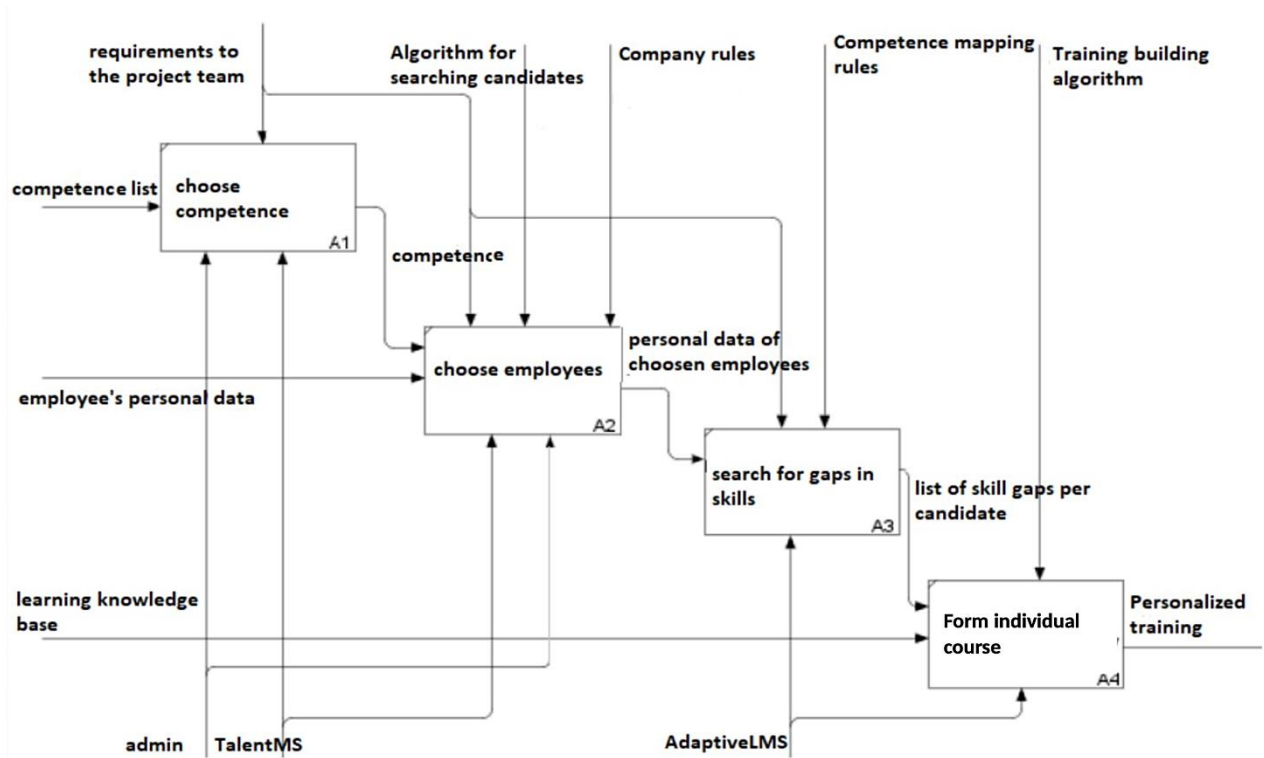 requirements to
the project team
Algorithm for
searching candidates
Company rules
Competence mapping
rules
Training building
algorithm
competence list
choose
competence
A1
competence
employee's personal data
choose employees
A2
personal data of
choosen employees
search for gaps in
skills
A3
list of skill gaps per
candidate
learning knowledge
base
Form individual
course
A4
Personalized
training
admin
TalentMS
AdaptiveLMS